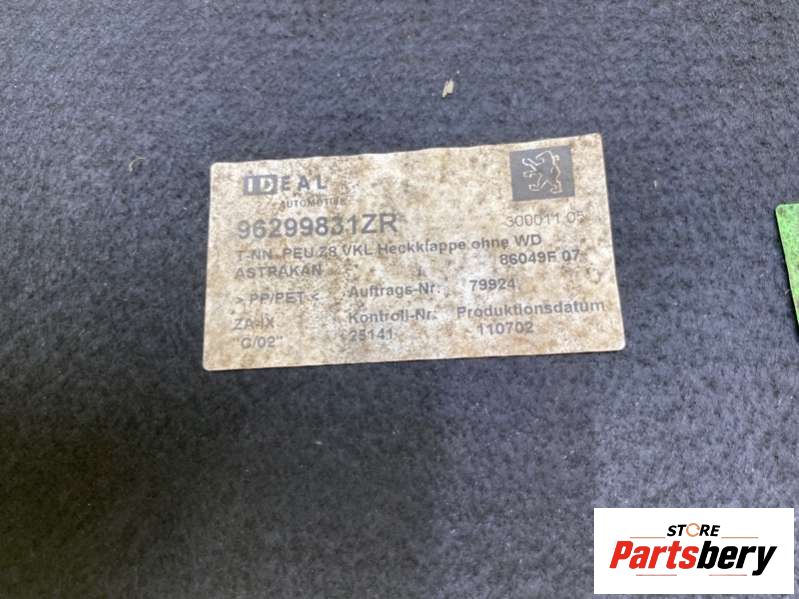 IDEAL
AUTOMOTIVE
96299831ZR
300011.05
T-NN. PEU Z8 VKL Heckklappe ohne WD
ASTRAKAN
86049F 07
> PP/PET <
Auftrags-Nr:
79924
ZA-IX
Kontroll-Nr.
Produktionsdatum
"C/02"
25141
110702
STORE
Partsbery